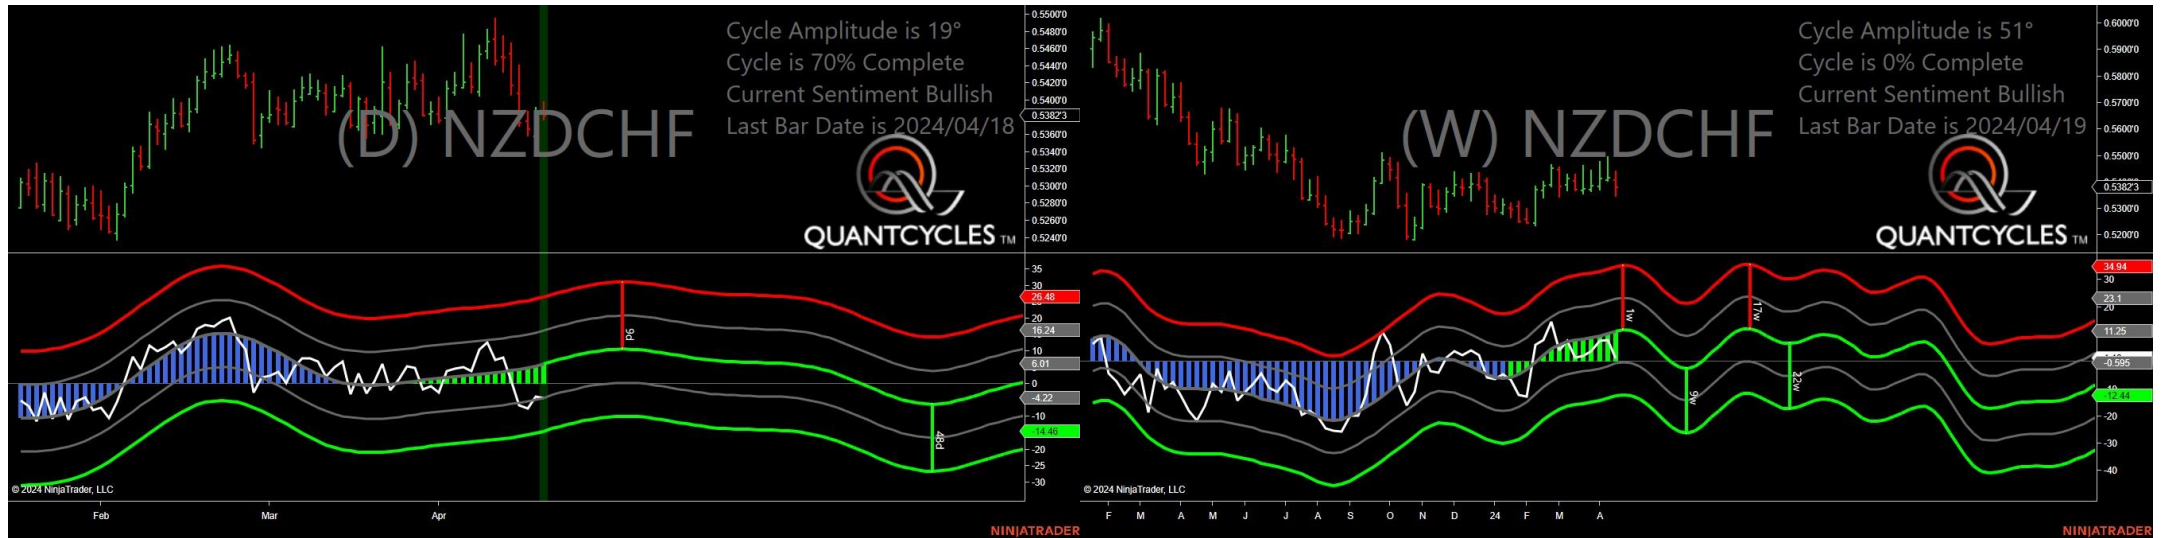 Cycle Amplitude is 19°
Cycle is 70% Complete
Current Sentiment Bullish
Last Bar Date is 2024/04/18
(D) NZDCHF
QUANTCYCLES TM
0.5500'0
0.5480'0
0.5460'0
0.5440'0
0.5420'0
0.5400'0
0.5382'3
0.5360'0
0.5340'0
0.5320'0
0.5300'0
0.5280'0
0.5260'0
0.5240'0
35
30
26.48
20
16.24
10
6.01
0
-4.22
-10
-14.46
-20
-25
-30
9d
48d
© 2024 NinjaTrader, LLC
Feb Mar Apr
NINJATRADER
Cycle Amplitude is 51°
Cycle is 0% Complete
Current Sentiment Bullish
Last Bar Date is 2024/04/19
(W) NZDCHF
QUANTCYCLES TM
0.6000'0
0.5900'0
0.5800'0
0.5700'0
0.5600'0
0.5500'0
0.5382'3
0.5300'0
0.5200'0
34.94
30
23.1
20
11.25
-0.595
-12.44
-20
-30
-40
1w
17w
9w
22w
© 2024 NinjaTrader, LLC
F M A M J J A S O N D 24 F M A
NINJATRADER